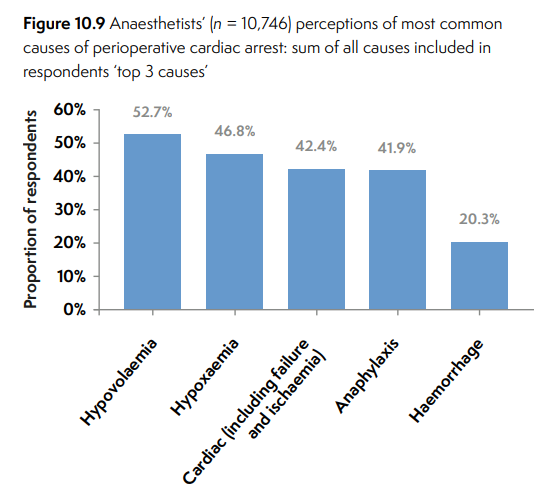 Figure 10.9 Anaesthetists’ (n = 10,746) perceptions of most common
causes of perioperative cardiac arrest: sum of all causes included in
respondents ‘top 3 causes’
Proportion of respondents
60%
50%
40%
30%
20%
10%
0%
52.7%
46.8%
42.4%
41.9%
20.3%
Hypovolaemia
Hypoxaemia
Cardiac (including failure
and ischaemia)
Anaphylaxis
Haemorrhage